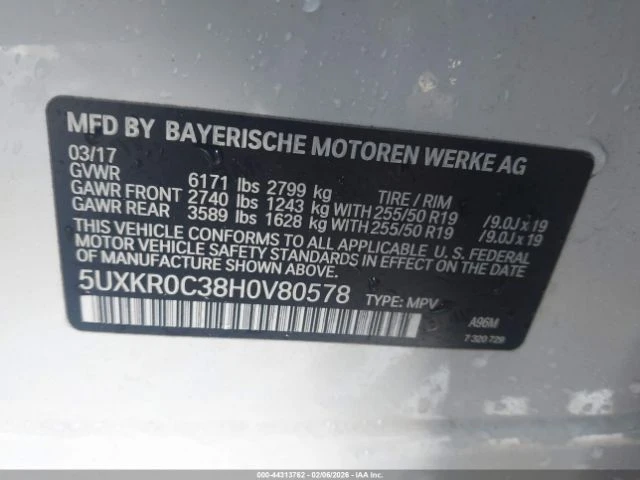 MFD BY BAYERISCHE MOTOREN WERKE AG
03/17
GVWR 6171 lbs 2799 kg TIRE / RIM
GAWR FRONT 2740 lbs 1243 kg WITH 255/50 R19 /9.0J x 19
GAWR REAR 3589 lbs 1628 kg WITH 255/50 R19 /9.0J x 19
THIS VEHICLE CONFORMS TO ALL APPLICABLE U. S. FEDERAL
MOTOR VEHICLE SAFETY STANDARDS IN EFFECT ON THE DATE
OF MANUFACTURE SHOWN ABOVE.
5UXKR0C38H0V80578 TYPE: MPV
A96M
7 320 729
000-44313762 - 02/06/2026 - IAAI.com